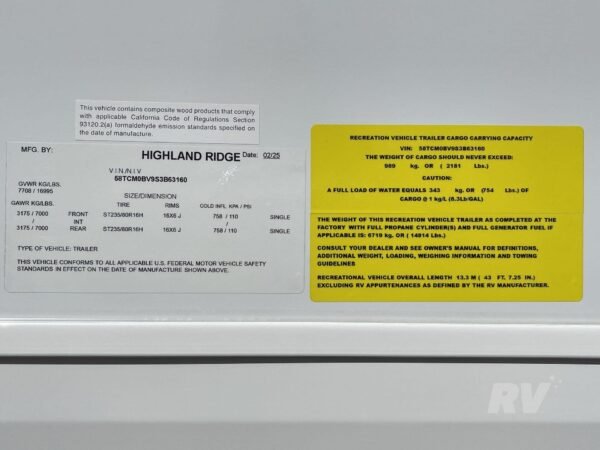 This vehicle contains composite wood products that comply
with applicable California Code of Regulations Section
93120.2(a) formaldehyde emission standards specified on
the date of manufacture.
MFG. BY: HIGHLAND RIDGE Date: 02/25
VIN/NIV
58TCM0BV9S3B63160
GVWR KG/LBS.
7708 / 16995
SIZE/DIMENSION
GAWR KG/LBS. TIRE RIMS COLD INFL KPA / PSI
3175 / 7000 FRONT ST235/80R16H 16X6 J 758 / 110 SINGLE
/ INT / /
3175 / 7000 REAR ST235/80R16H 16X6 J 758 / 110 SINGLE
TYPE OF VEHICLE: TRAILER
THIS VEHICLE CONFORMS TO ALL APPLICABLE U.S. FEDERAL MOTOR VEHICLE SAFETY
STANDARDS IN EFFECT ON THE DATE OF MANUFACTURE SHOWN ABOVE.
RECREATION VEHICLE TRAILER CARGO CARRYING CAPACITY
VIN: 58TCM0BV9S3B63160
THE WEIGHT OF CARGO SHOULD NEVER EXCEED:
989 kg. OR ( 2181 Lbs.)
CAUTION:
A FULL LOAD OF WATER EQUALS 343 kg. OR (754 Lbs.) OF
CARGO @ 1 kg/L (8.3Lb/GAL)
THE WEIGHT OF THIS RECREATION VEHICLE TRAILER AS COMPLETED AT THE
FACTORY WITH FULL PROPANE CYLINDER(S) AND FULL GENERATOR FUEL IF
APPLICABLE IS: 6719 kg. OR ( 14814 Lbs.)
CONSULT YOUR DEALER AND SEE OWNER'S MANUAL FOR DEFINITIONS,
ADDITIONAL WEIGHT, LOADING, WEIGHING INFORMATION AND TOWING
GUIDELINES
RECREATIONAL VEHICLE OVERALL LENGTH 13.3 M ( 43 FT. 7.25 IN.)
EXCLUDING RV APPURTENANCES AS DEFINED BY THE RV MANUFACTURER.
RV